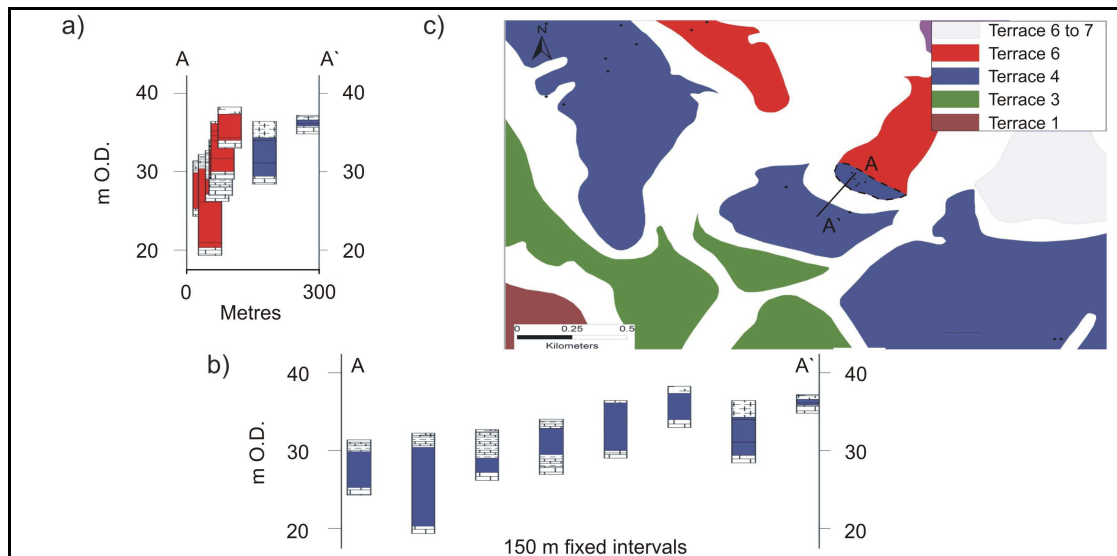 a)
A A`
40 40
30 30
20 20
m O.D.
0 300
Metres
c)
N
Terrace 6 to 7
Terrace 6
Terrace 4
Terrace 3
Terrace 1
A
A`
0 0.25 0.5
Kilometers
b)
A A`
40 40
30 30
20 20
m O.D.
150 m fixed intervals